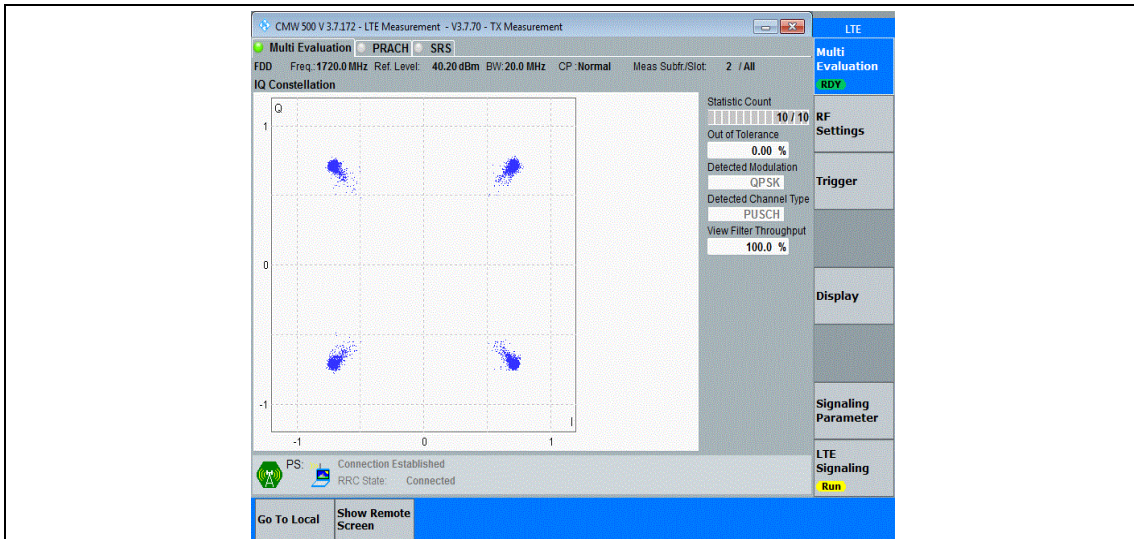 CMW 500 V 3.7.172 - LTE Measurement - V3.7.70 - TX Measurement
LTE
Multi Evaluation PRACH SRS
Multi
Evaluation
RDY
FDD Freq.:1720.0 MHz Ref. Level: 40.20 dBm BW:20.0 MHz CP :Normal Meas Subfr./Slot: 2 / All
IQ Constellation
Q
1
0
-1
-1 0 1
I
Statistic Count
10 / 10
Out of Tolerance
0.00 %
Detected Modulation
QPSK
Detected Channel Type
PUSCH
View Filter Throughput
100.0 %
RF
Settings
Trigger
Display
Signaling
Parameter
LTE
Signaling
Run
PS: Connection Established
RRC State: Connected
Go To Local
Show Remote
Screen